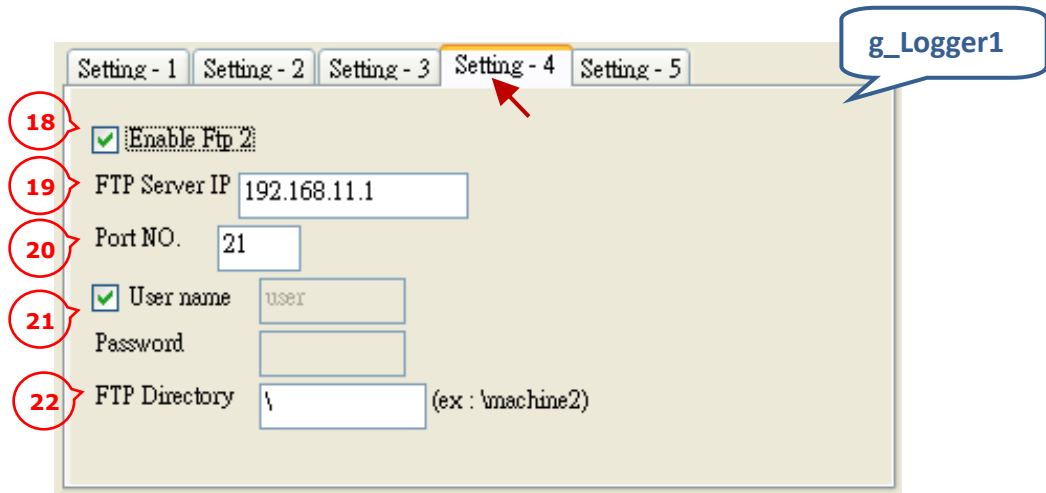 g_Logger1
Setting - 1 Setting - 2 Setting - 3 Setting - 4 Setting - 5
18 Enable Ftp 2
19 FTP Server IP 192.168.11.1
20 Port NO. 21
21 User name user
Password
22 FTP Directory \ (ex : \machine2)